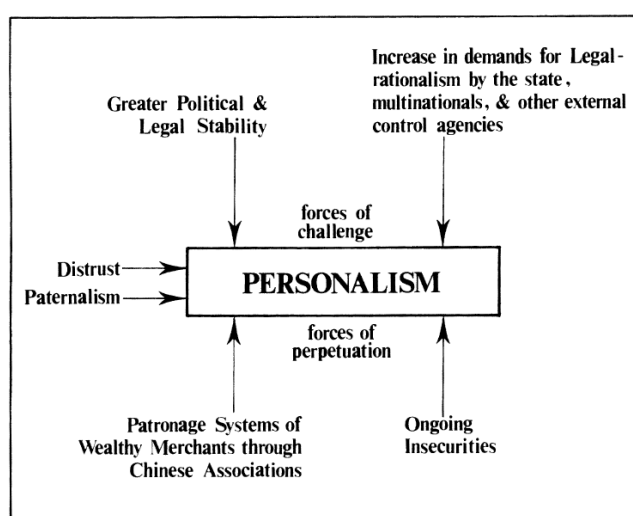 Increase in demands for Legal-
rationalism by the state,
multinationals, & other external
control agencies
Greater Political &
Legal Stability
forces of
challenge
Distrust
Paternalism
PERSONALISM
forces of
perpetuation
Patronage Systems of
Wealthy Merchants through
Chinese Associations
Ongoing
Insecurities